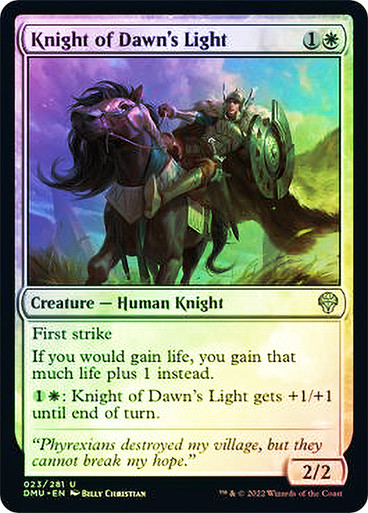 Knight of Dawn's Light 1
Creature — Human Knight
First strike
If you would gain life, you gain that
much life plus 1 instead.
1: Knight of Dawn's Light gets +1/+1
until end of turn.
"Phyrexians destroyed my village, but they
cannot break my hope."
2/2
023/281 U
DMU • EN Billy Christian
™ & © 2022 Wizards of the Coast